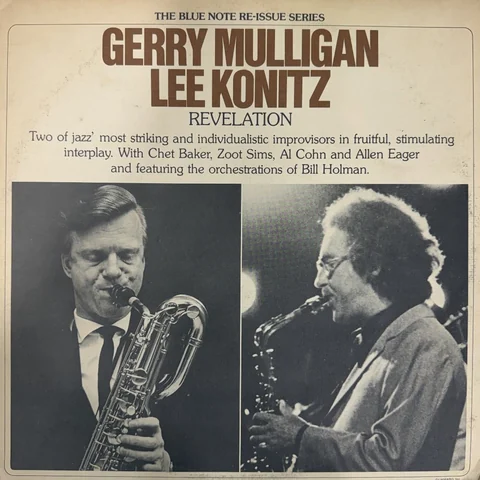 THE BLUE NOTE RE-ISSUE SERIES
GERRY MULLIGAN
LEE KONITZ
REVELATION
Two of jazz' most striking and individualistic improvisors in fruitful, stimulating
interplay. With Chet Baker, Zoot Sims, Al Cohn and Allen Eager
and featuring the orchestrations of Bill Holman.